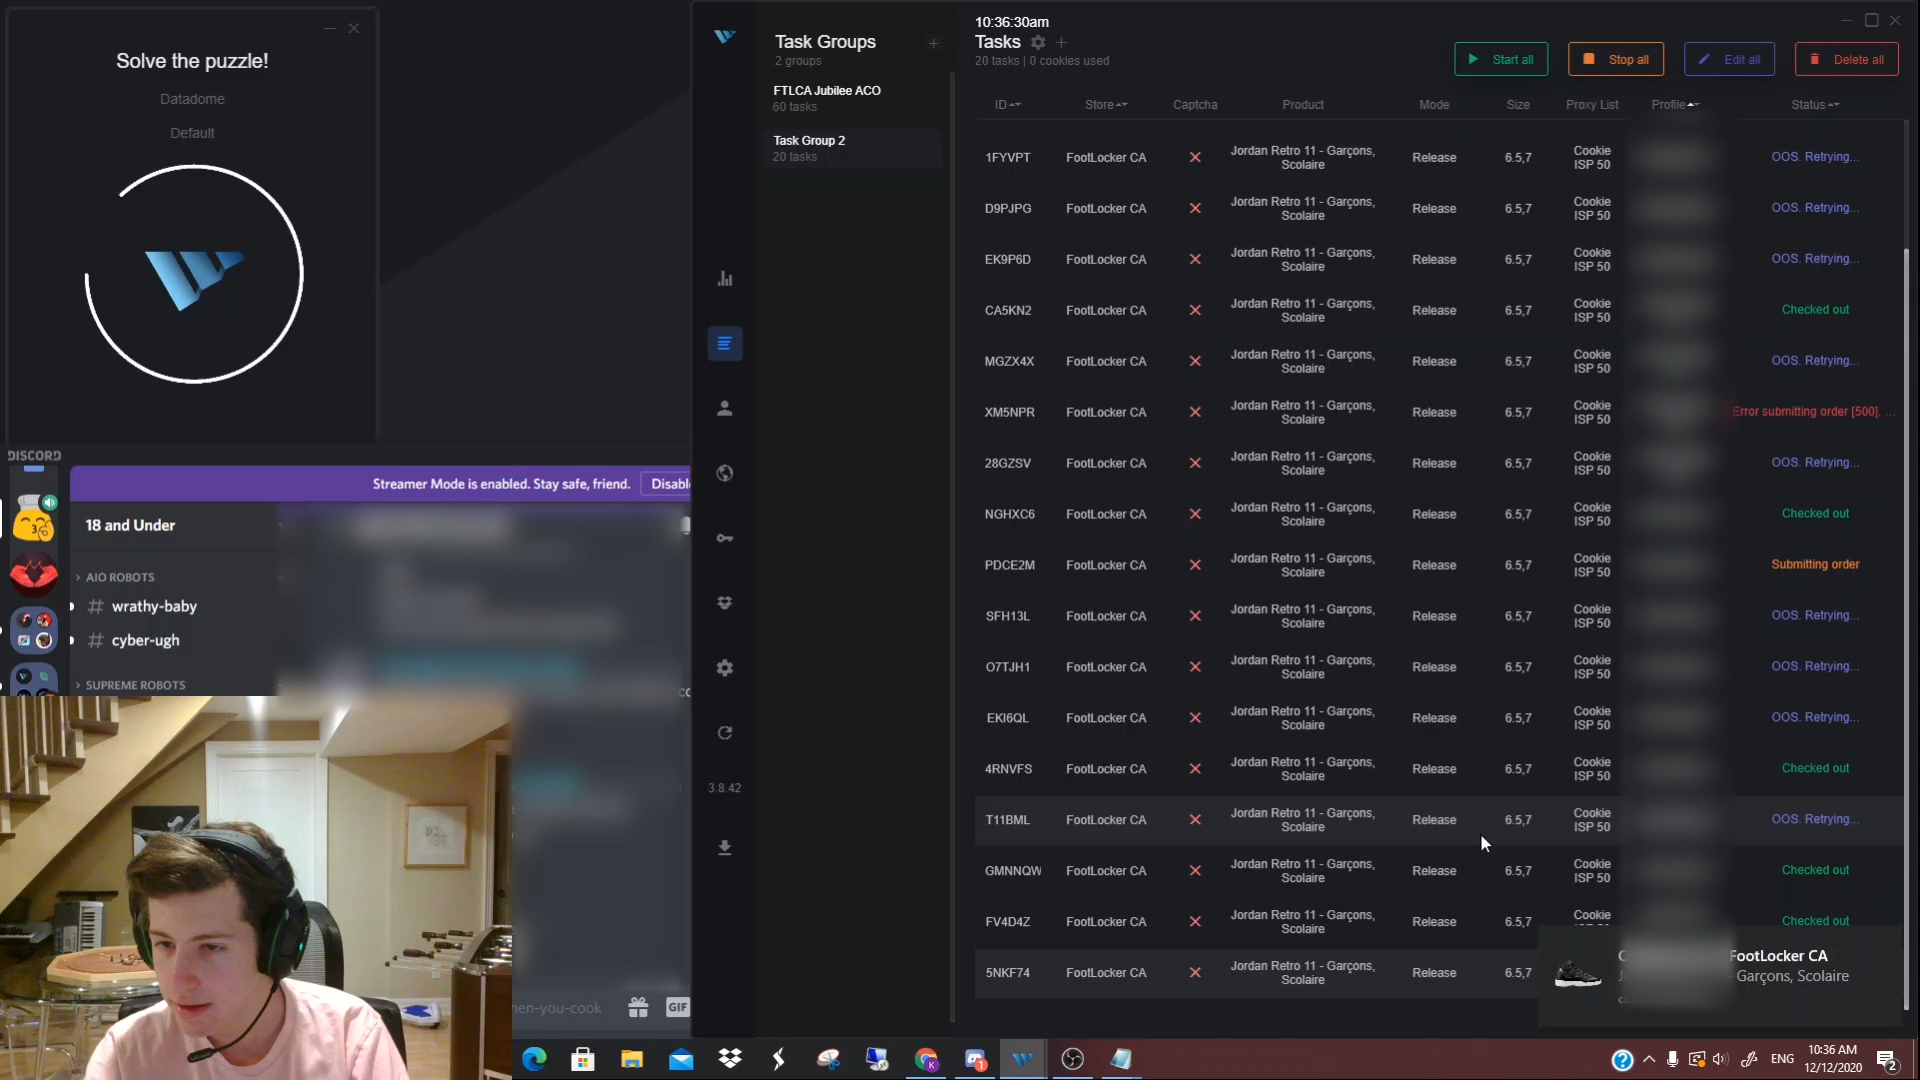 Solve the puzzle!
Datadome
Default
DISCORD
Streamer Mode is enabled. Stay safe, friend.
18 and Under
AIO ROBOTS
# wrathy-baby
# cyber-ugh
SUPREME ROBOTS
GIF
3.8.42
Task Groups
2 groups
FTLCA Jubilee ACO
60 tasks
Task Group 2
20 tasks
10:36:30am
Tasks
20 tasks | 0 cookies used
Start all Stop all Edit all Delete all
ID Store Captcha Product Mode Size Proxy List Profile Status
1FYVPT FootLocker CA Jordan Retro 11 - Garçons, Scolaire Release 6.5,7 Cookie ISP 50 OOS. Retrying...
D9PJPG FootLocker CA Jordan Retro 11 - Garçons, Scolaire Release 6.5,7 Cookie ISP 50 OOS. Retrying...
EK9P6D FootLocker CA Jordan Retro 11 - Garçons, Scolaire Release 6.5,7 Cookie ISP 50 OOS. Retrying...
CA5KN2 FootLocker CA Jordan Retro 11 - Garçons, Scolaire Release 6.5,7 Cookie ISP 50 Checked out
MGZX4X FootLocker CA Jordan Retro 11 - Garçons, Scolaire Release 6.5,7 Cookie ISP 50 OOS. Retrying...
XM5NPR FootLocker CA Jordan Retro 11 - Garçons, Scolaire Release 6.5,7 Cookie ISP 50 Error submitting order [500]. ...
28GZSV FootLocker CA Jordan Retro 11 - Garçons, Scolaire Release 6.5,7 Cookie ISP 50 OOS. Retrying...
NGHXC6 FootLocker CA Jordan Retro 11 - Garçons, Scolaire Release 6.5,7 Cookie ISP 50 Checked out
PDCE2M FootLocker CA Jordan Retro 11 - Garçons, Scolaire Release 6.5,7 Cookie ISP 50 Submitting order
SFH13L FootLocker CA Jordan Retro 11 - Garçons, Scolaire Release 6.5,7 Cookie ISP 50 OOS. Retrying...
O7TJH1 FootLocker CA Jordan Retro 11 - Garçons, Scolaire Release 6.5,7 Cookie ISP 50 OOS. Retrying...
EKI6QL FootLocker CA Jordan Retro 11 - Garçons, Scolaire Release 6.5,7 Cookie ISP 50 OOS. Retrying...
4RNVFS FootLocker CA Jordan Retro 11 - Garçons, Scolaire Release 6.5,7 Cookie ISP 50 Checked out
T11BML FootLocker CA Jordan Retro 11 - Garçons, Scolaire Release 6.5,7 Cookie ISP 50 OOS. Retrying...
GMNNQW FootLocker CA Jordan Retro 11 - Garçons, Scolaire Release 6.5,7 Cookie ISP 50 Checked out
FV4D4Z FootLocker CA Jordan Retro 11 - Garçons, Scolaire Release 6.5,7 Cookie Checked out
5NKF74 FootLocker CA Jordan Retro 11 - Garçons, Scolaire Release 6.5,7
FootLocker CA
- Garçons, Scolaire
ENG
10:36 AM
12/12/2020
2